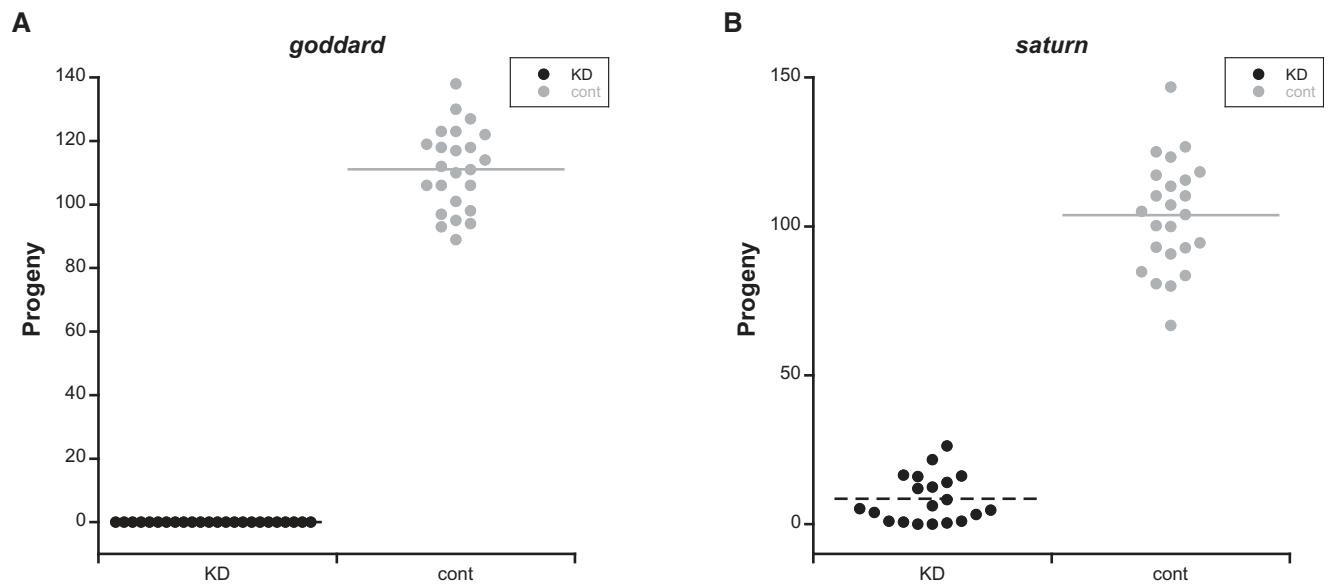 A
goddard
KD
cont
140
120
100
80
60
40
20
0
Progeny
KD
cont
B
saturn
KD
cont
150
100
50
0
Progeny
KD
cont